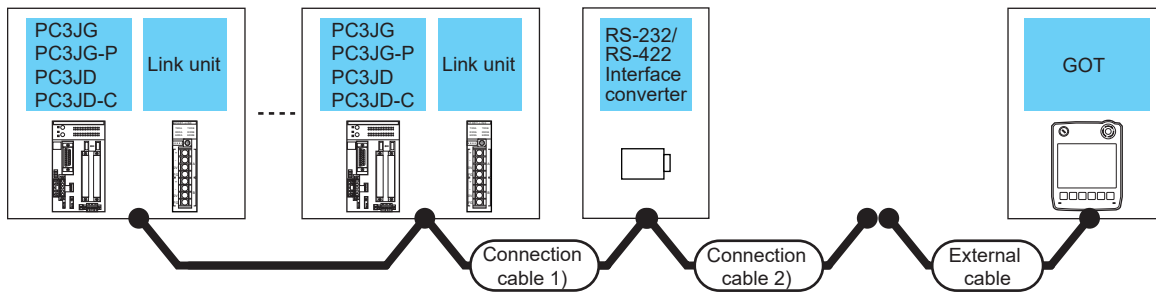 PC3JG
PC3JG-P
PC3JD
PC3JD-C
Link unit
PC3JG
PC3JG-P
PC3JD
PC3JD-C
Link unit
RS-232/
RS-422
Interface
converter
GOT
Connection
cable 1)
Connection
cable 2)
External
cable